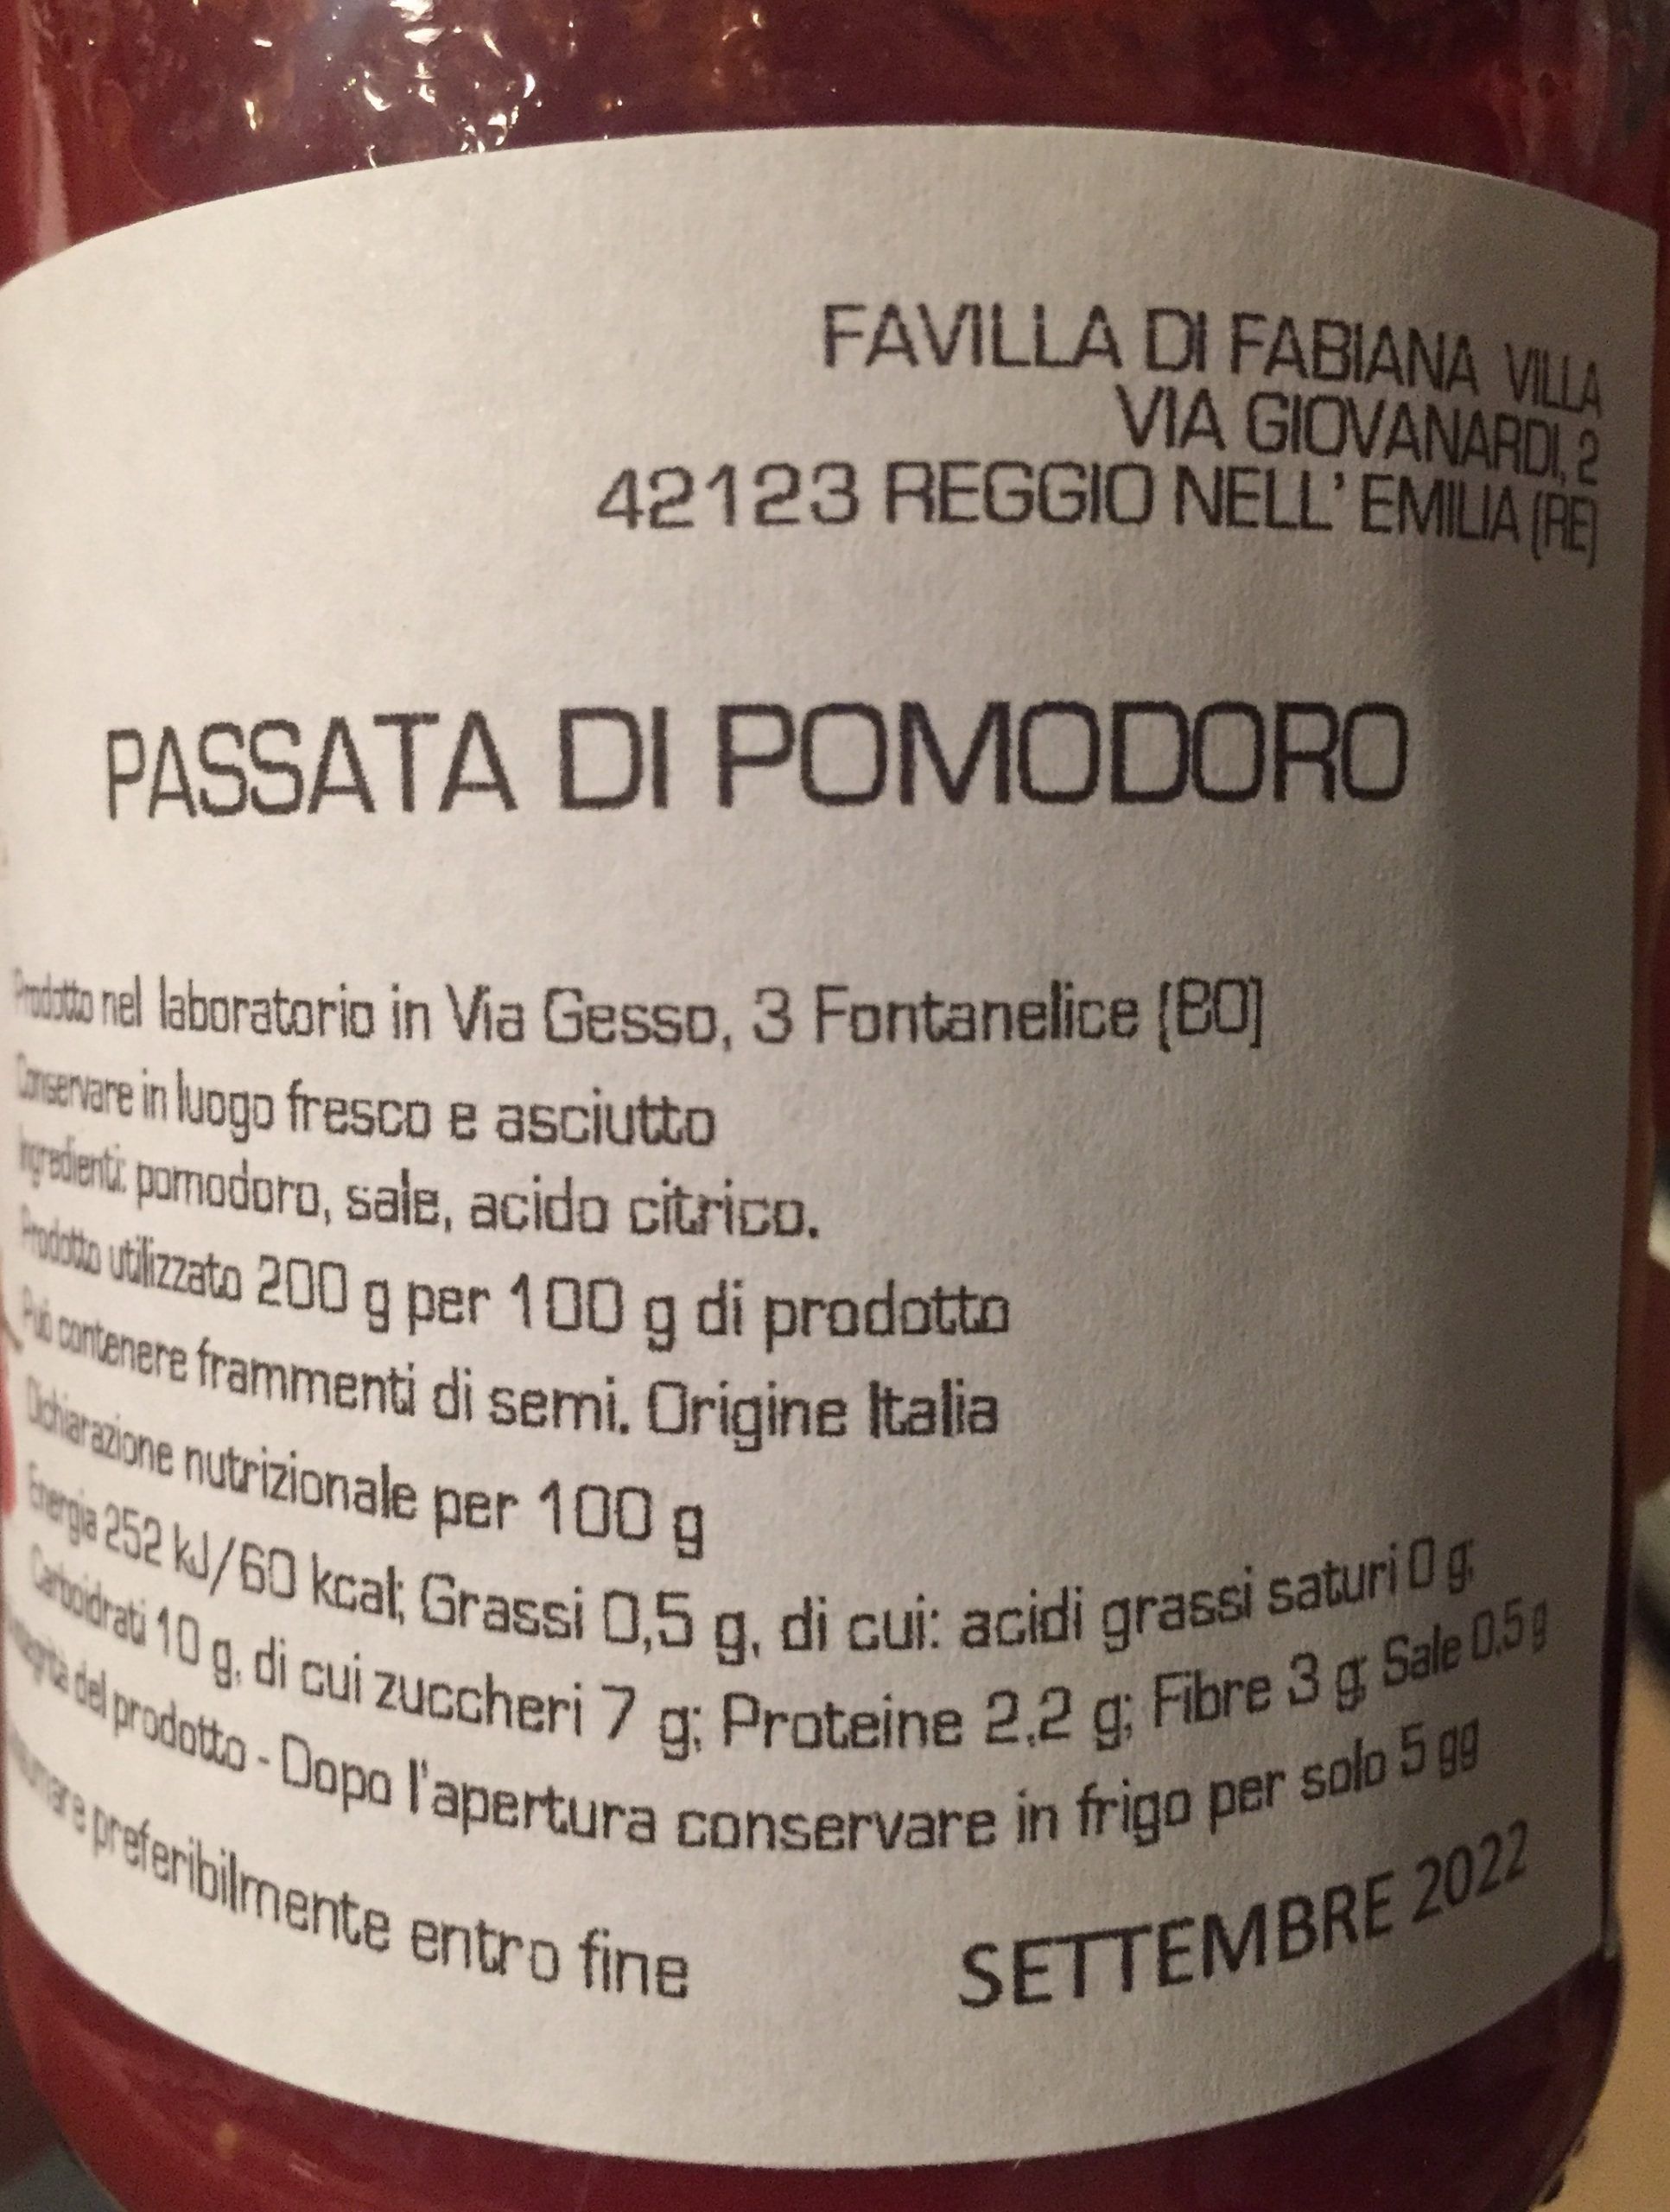 FAVILLA DI FABIANA VILLA
VIA GIOVANARDI, 2
42123 REGGIO NELL' EMILIA (RE)
PASSATA DI POMODORO
Prodotto nel laboratorio in Via Gesso, 3 Fontanelice (BO)
Conservare in luogo fresco e asciutto
Ingredienti: pomodoro, sale, acido citrico.
Prodotto utilizzato 200 g per 100 g di prodotto
Può contenere frammenti di semi. Origine Italia
Dichiarazione nutrizionale per 100 g
Energia 252 kJ/60 kcal; Grassi 0,5 g, di cui: acidi grassi saturi 0 g;
Carboidrati 10 g, di cui zuccheri 7 g; Proteine 2,2 g; Fibre 3 g; Sale 0,5 g
del prodotto - Dopo l'apertura conservare in frigo per solo 5 gg
preferibilmente entro fine SETTEMBRE 2022